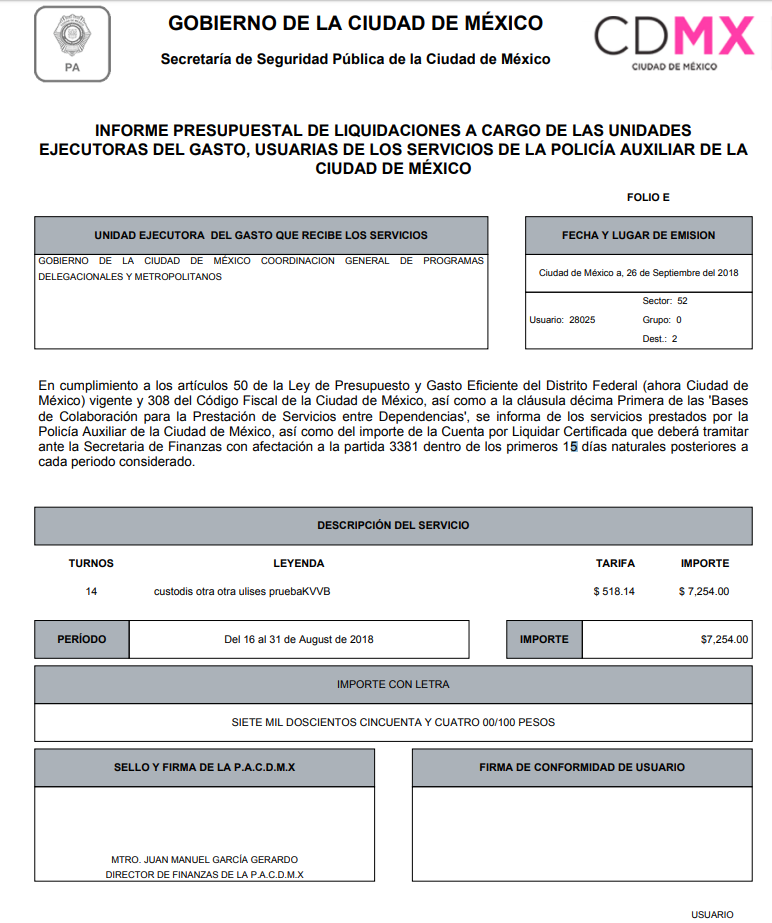 PA
GOBIERNO DE LA CIUDAD DE MÉXICO
Secretaría de Seguridad Pública de la Ciudad de México
CDMX
CIUDAD DE MÉXICO
INFORME PRESUPUESTAL DE LIQUIDACIONES A CARGO DE LAS UNIDADES
EJECUTORAS DEL GASTO, USUARIAS DE LOS SERVICIOS DE LA POLICÍA AUXILIAR DE LA
CIUDAD DE MÉXICO
FOLIO E
UNIDAD EJECUTORA DEL GASTO QUE RECIBE LOS SERVICIOS
GOBIERNO DE LA CIUDAD DE MÉXICO COORDINACION GENERAL DE PROGRAMAS
DELEGACIONALES Y METROPOLITANOS
FECHA Y LUGAR DE EMISION
Ciudad de México a, 26 de Septiembre del 2018
Sector: 52
Usuario: 28025
Grupo: 0
Dest.: 2
En cumplimiento a los artículos 50 de la Ley de Presupuesto y Gasto Eficiente del Distrito Federal (ahora Ciudad de
México) vigente y 308 del Código Fiscal de la Ciudad de México, así como a la cláusula décima Primera de las 'Bases
de Colaboración para la Prestación de Servicios entre Dependencias', se informa de los servicios prestados por la
Policía Auxiliar de la Ciudad de México, así como del importe de la Cuenta por Liquidar Certificada que deberá tramitar
ante la Secretaria de Finanzas con afectación a la partida 3381 dentro de los primeros 15 días naturales posteriores a
cada periodo considerado.
DESCRIPCIÓN DEL SERVICIO
TURNOS LEYENDA TARIFA IMPORTE
14 custodis otra otra ulises pruebaKVVB $ 518.14 $ 7,254.00
PERÍODO Del 16 al 31 de August de 2018 IMPORTE $7,254.00
IMPORTE CON LETRA
SIETE MIL DOSCIENTOS CINCUENTA Y CUATRO 00/100 PESOS
SELLO Y FIRMA DE LA P.A.C.D.M.X
MTRO. JUAN MANUEL GARCÍA GERARDO
DIRECTOR DE FINANZAS DE LA P.A.C.D.M.X
FIRMA DE CONFORMIDAD DE USUARIO
USUARIO